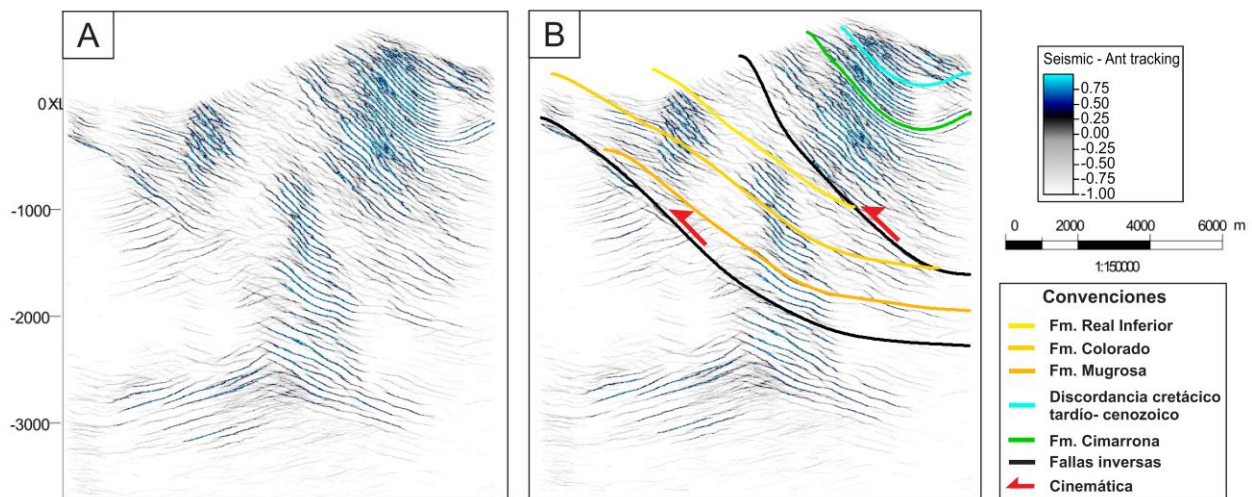 A
B
0 XL
-1000
-2000
-3000
Seismic - Ant tracking
0.75
0.50
0.25
0.00
-0.25
-0.50
-0.75
-1.00
0 2000 4000 6000 m
1:150000
Convenciones
Fm. Real Inferior
Fm. Colorado
Fm. Mugrosa
Discordancia cretácico
tardío- cenozoico
Fm. Cimarrona
Fallas inversas
Cinemática